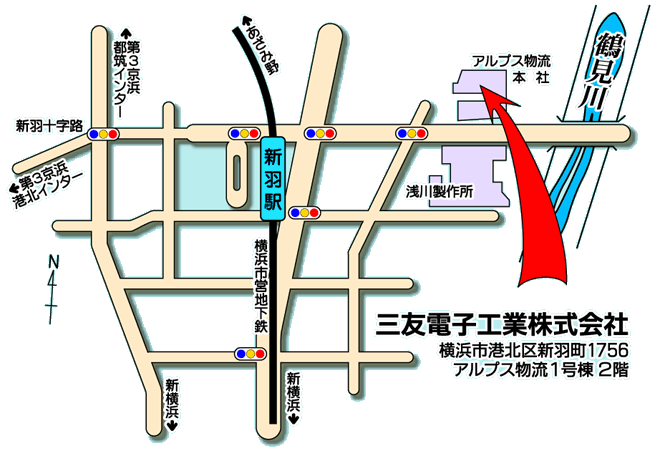 第3京浜
都筑インター
あざみ野
鶴見川
アルプス物流
本社
新羽十字路
第3京浜
港北インター
新羽駅
浅川製作所
横浜市営地下鉄
N
三友電子工業株式会社
横浜市港北区新羽町1756
アルプス物流1号棟2階
新横浜
新横浜